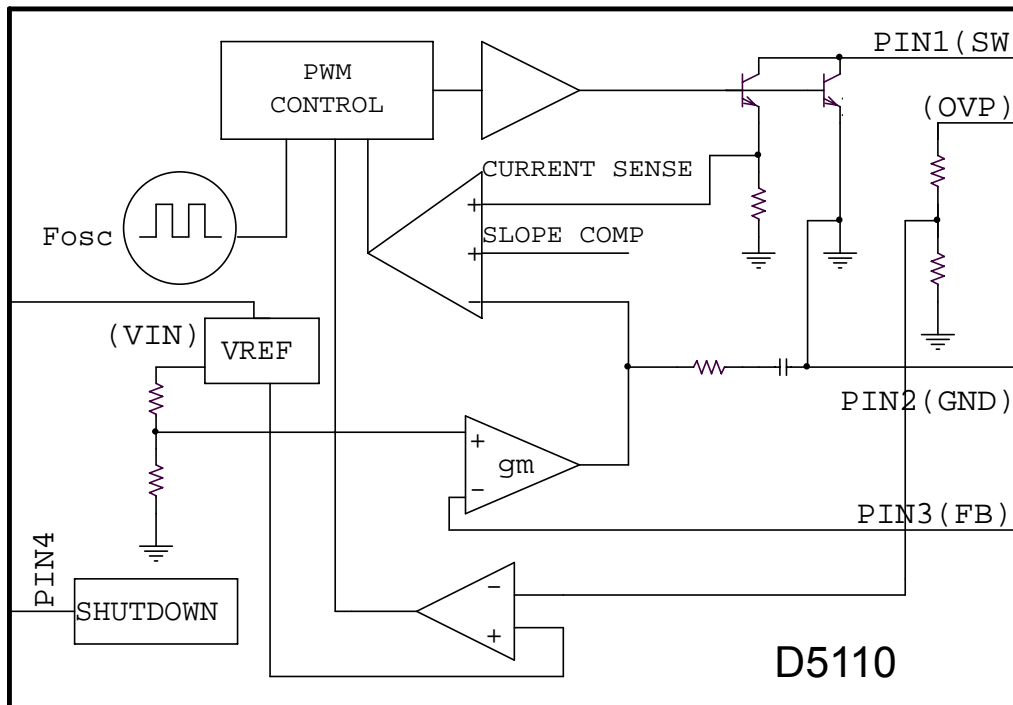 PIN1(SW
PWM
CONTROL
(OVP)
CURRENT SENSE
+
Fosc
SLOPE COMP
+
−
(VIN)
VREF
PIN2(GND)
+
gm
−
PIN3(FB)
PIN4
SHUTDOWN
−
+
D5110